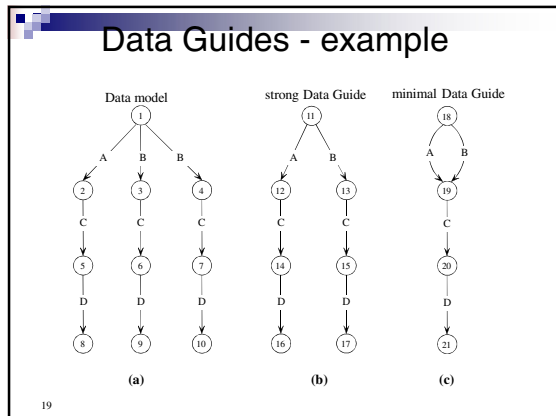 Data Guides - example
Data model strong Data Guide minimal Data Guide
1 11 18
A B B A B A B
2 3 4 12 13 19
C C C C C C
5 6 7 14 15 20
D D D D D D
8 9 10 16 17 21
(a) (b) (c)
19